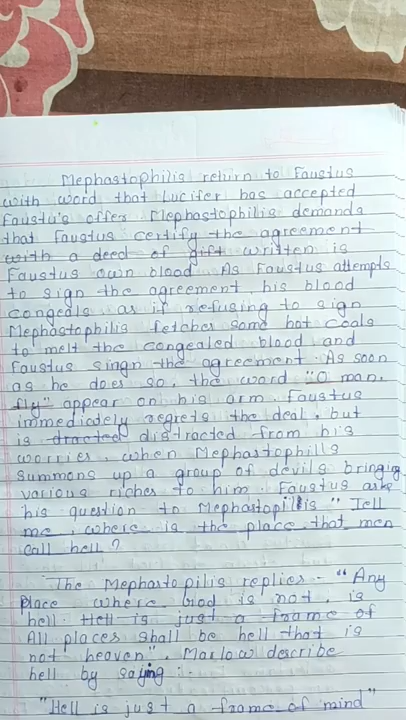 Mephastophilis return to Faustus
with word that Lucifer has accepted
Faustu's offer. Mephastophilis demands
that Faustus certify the agreement
with a deed of gift written is
Faustus own blood. As Faustus attempts
to sign the agreement, his blood
congeals as if refusing to sign
Mephastophilis fetches some hot coals
to melt the congealed blood and
Faustus singn the agreement. As soon
as he does so, the word "O man,
fly" appear on his arm. Faustus
immediately regrets the deal, but
is dracted distracted from his
worries, when Mephastophills
summons up a group of devils bringing
various riches to him. Faustus aske
his question to Mephastopilis "Tell
me, where is the place that men
call hell?
The Mephastopilis replies - "Any
place where God is not, is
hell. Hell is just a frame of
All places shall be hell that is
not heaven". Marlow describe
hell by saying :-
"Hell is just a frame of mind"